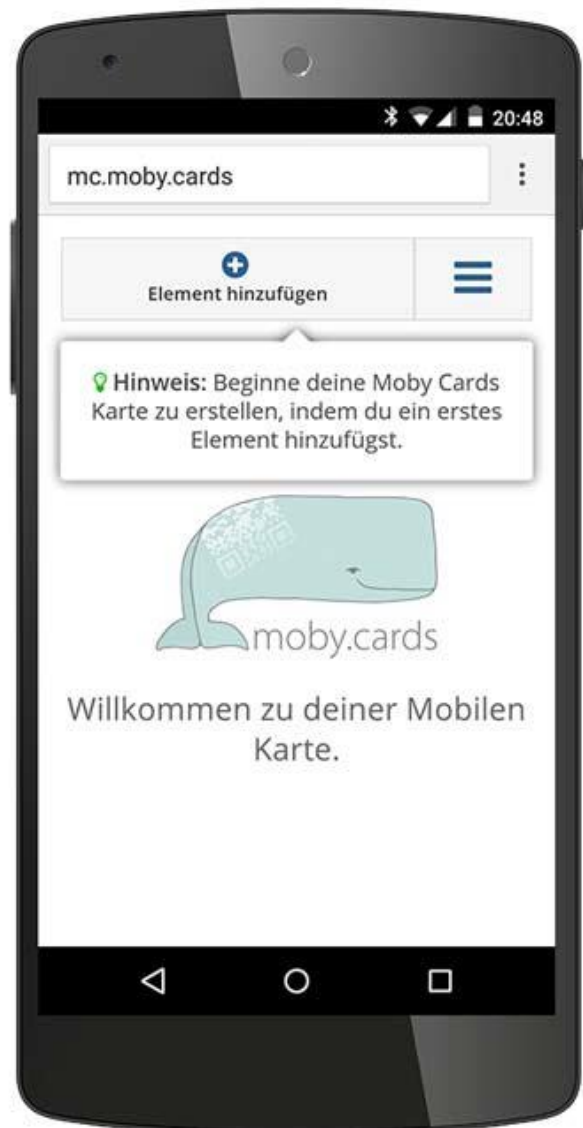 20:48
mc.moby.cards
Element hinzufügen
Hinweis: Beginne deine Moby Cards
Karte zu erstellen, indem du ein erstes
Element hinzufügst.
moby.cards
Willkommen zu deiner Mobilen
Karte.